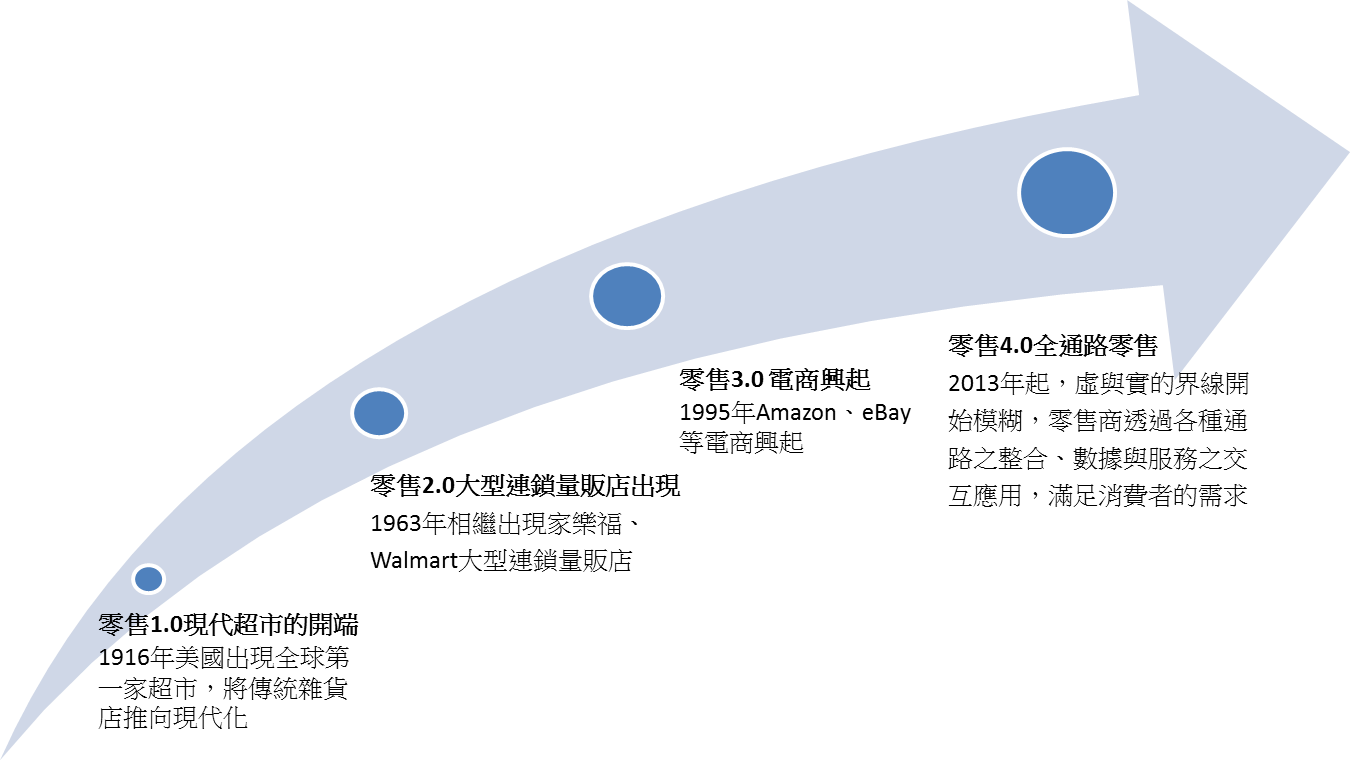 零售1.0現代超市的開端
1916年美國出現全球第
一家超市，將傳統雜貨
店推向現代化
零售2.0大型連鎖量販店出現
1963年相繼出現家樂福、
Walmart大型連鎖量販店
零售3.0 電商興起
1995年Amazon、eBay
等電商興起
零售4.0全通路零售
2013年起，虛與實的界線開
始模糊，零售商透過各種通
路之整合、數據與服務之交
互應用，滿足消費者的需求